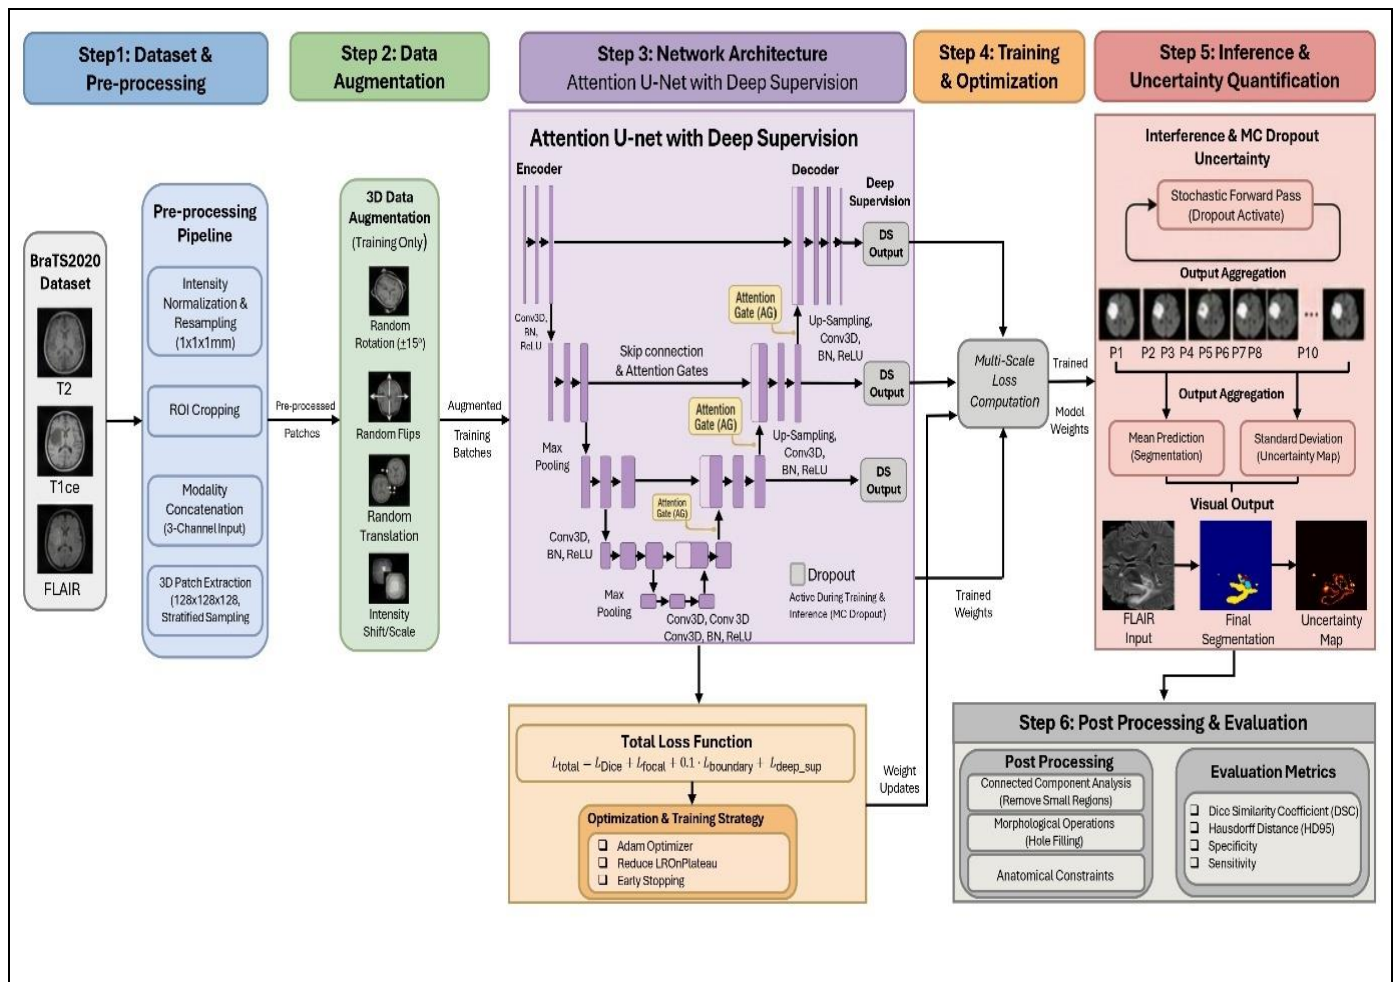 Step1: Dataset &
Pre-processing
Step 2: Data
Augmentation
Step 3: Network Architecture
Attention U-Net with Deep Supervision
Step 4: Training
& Optimization
Step 5: Inference &
Uncertainty Quantification
BraTS2020
Dataset
T2
T1ce
FLAIR
Pre-processing
Pipeline
Intensity
Normalization &
Resampling
(1x1x1mm)
ROI Cropping
Modality
Concatenation
(3-Channel Input)
3D Patch Extraction
(128x128x128,
Stratified Sampling
Pre-processed
Patches
3D Data
Augmentation
(Training Only)
Random
Rotation (±15°)
Random Flips
Random
Translation
Intensity
Shift/Scale
Augmented
Training
Batches
Attention U-net with Deep Supervision
Encoder
Decoder
Deep
Supervision
DS
Output
Conv3D,
BN,
ReLU
Attention
Gate (AG)
Up-Sampling,
Conv3D,
BN, ReLU
Skip connection
& Attention Gates
DS
Output
Attention
Gate (AG)
Max
Pooling
Up-Sampling,
Conv3D,
BN, ReLU
DS
Output
Attention
Gate (AG)
Conv3D,
BN, ReLU
Max
Pooling
Conv3D, Conv 3D
Conv3D, BN, ReLU
Dropout
Active During Training &
Inference (MC Dropout)
Multi-Scale
Loss
Computation
Trained
Model
Weights
Trained
Weights
Weight
Updates
Total Loss Function
L_total − L_Dice + L_focal + 0.1 · L_boundary + L_deep_sup
Optimization & Training Strategy
❑ Adam Optimizer
❑ Reduce LROnPlateau
❑ Early Stopping
Interference & MC Dropout
Uncertainty
Stochastic Forward Pass
(Dropout Activate)
Output Aggregation
...
P1 P2 P3 P4 P5 P6 P7 P8 P10
Output Aggregation
Mean Prediction
(Segmentation)
Standard Deviation
(Uncertainty Map)
Visual Output
FLAIR
Input
Final
Segmentation
Uncertainty
Map
Step 6: Post Processing & Evaluation
Post Processing
Connected Component Analysis
(Remove Small Regions)
Morphological Operations
(Hole Filling)
Anatomical Constraints
Evaluation Metrics
❑ Dice Similarity Coefficient (DSC)
❑ Hausdorff Distance (HD95)
❑ Specificity
❑ Sensitivity